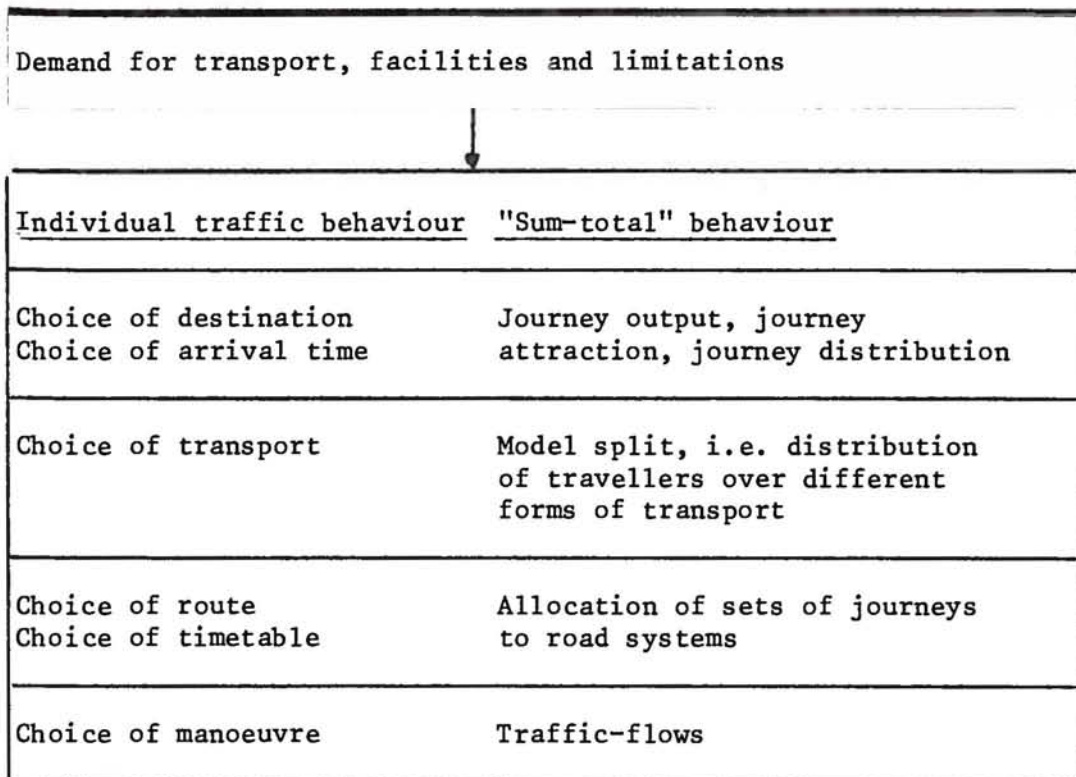 Demand for transport, facilities and limitations
Individual traffic behaviour "Sum-total" behaviour
Choice of destination Journey output, journey
Choice of arrival time attraction, journey distribution
Choice of transport Model split, i.e. distribution
of travellers over different
forms of transport
Choice of route Allocation of sets of journeys
Choice of timetable to road systems
Choice of manoeuvre Traffic-flows